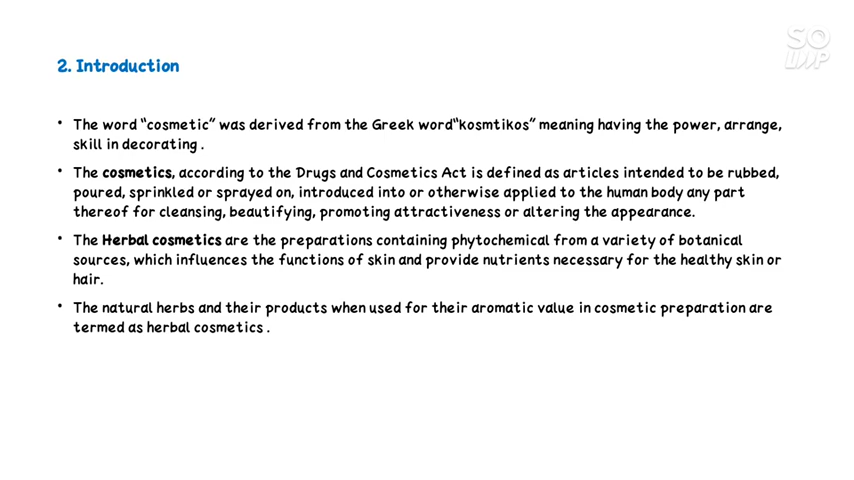 SO
LIVP
2. Introduction
• The word "cosmetic" was derived from the Greek word"kosmtikos" meaning having the power, arrange,
skill in decorating .
• The cosmetics, according to the Drugs and Cosmetics Act is defined as articles intended to be rubbed,
poured, sprinkled or sprayed on, introduced into or otherwise applied to the human body any part
thereof for cleansing, beautifying, promoting attractiveness or altering the appearance.
• The Herbal cosmetics are the preparations containing phytochemical from a variety of botanical
sources, which influences the functions of skin and provide nutrients necessary for the healthy skin or
hair.
• The natural herbs and their products when used for their aromatic value in cosmetic preparation are
termed as herbal cosmetics .